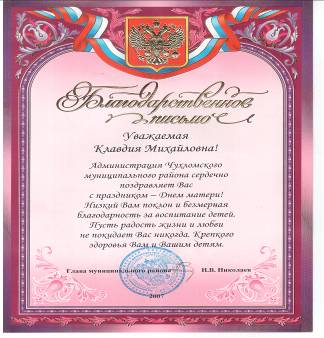 Благодарственное
письмо
Уважаемая
Клавдия Михайловна!
Администрация Чухломского
муниципального района сердечно
поздравляет Вас
с праздником – Днем матери!
Низкий Вам поклон и безмерная
благодарность за воспитание детей.
Пусть радость жизни и любви
не покидает Вас никогда. Крепкого
здоровья Вам и Вашим детям.
Глава муниципального района Н.В. Николаев
2007